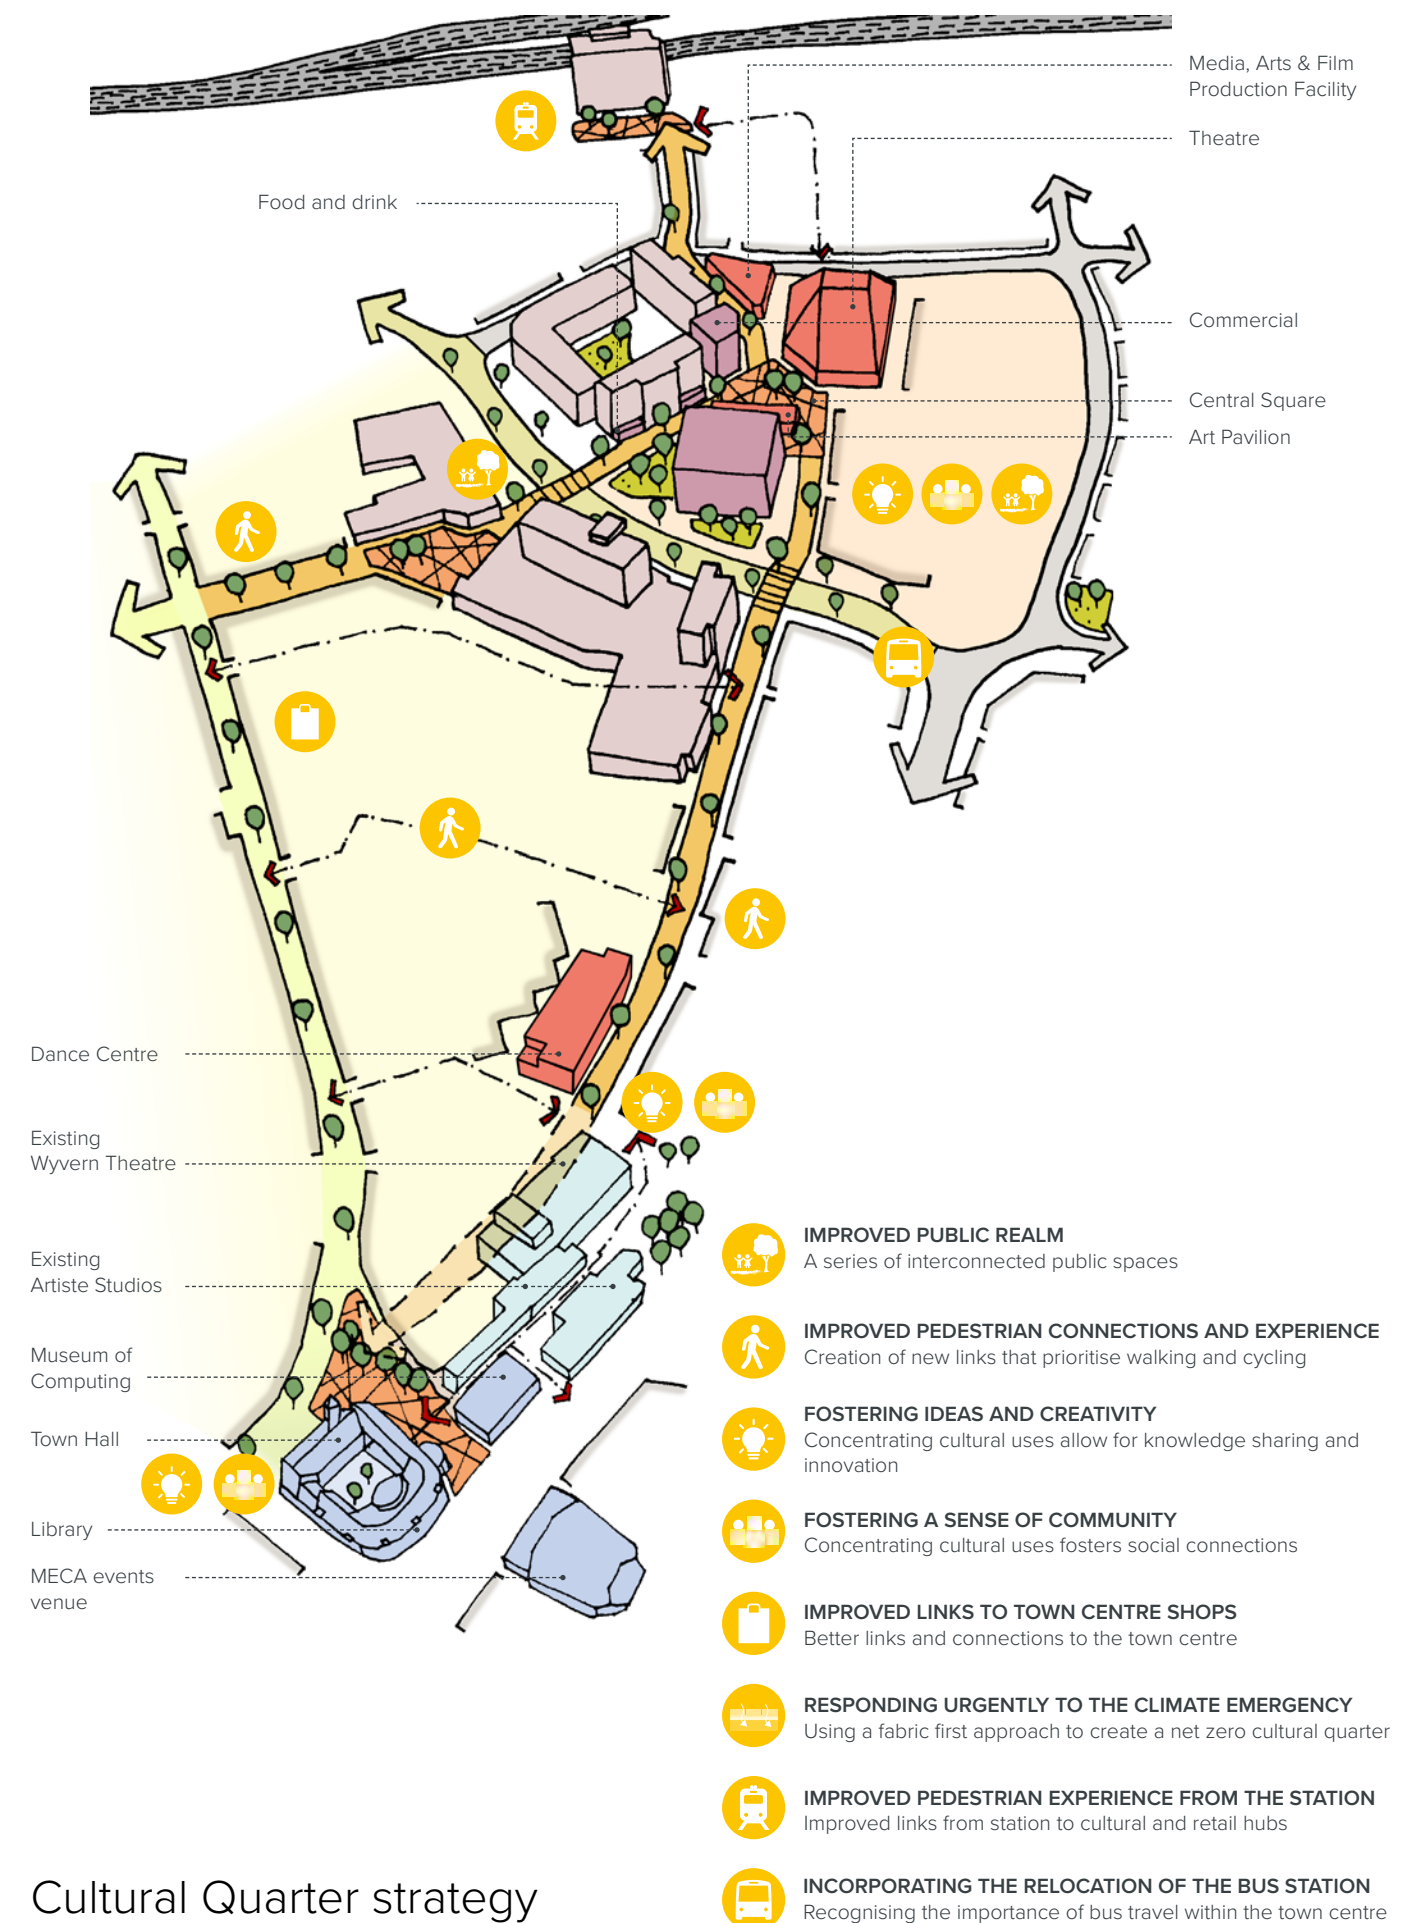 Media, Arts & Film
Production Facility
Theatre
Food and drink
Commercial
Central Square
Art Pavilion
Dance Centre
Existing
Wyvern Theatre
Existing
Artiste Studios
Museum of
Computing
Town Hall
Library
MECA events
venue
IMPROVED PUBLIC REALM
A series of interconnected public spaces
IMPROVED PEDESTRIAN CONNECTIONS AND EXPERIENCE
Creation of new links that prioritise walking and cycling
FOSTERING IDEAS AND CREATIVITY
Concentrating cultural uses allow for knowledge sharing and
innovation
FOSTERING A SENSE OF COMMUNITY
Concentrating cultural uses fosters social connections
IMPROVED LINKS TO TOWN CENTRE SHOPS
Better links and connections to the town centre
RESPONDING URGENTLY TO THE CLIMATE EMERGENCY
Using a fabric first approach to create a net zero cultural quarter
IMPROVED PEDESTRIAN EXPERIENCE FROM THE STATION
Improved links from station to cultural and retail hubs
INCORPORATING THE RELOCATION OF THE BUS STATION
Recognising the importance of bus travel within the town centre
Cultural Quarter strategy